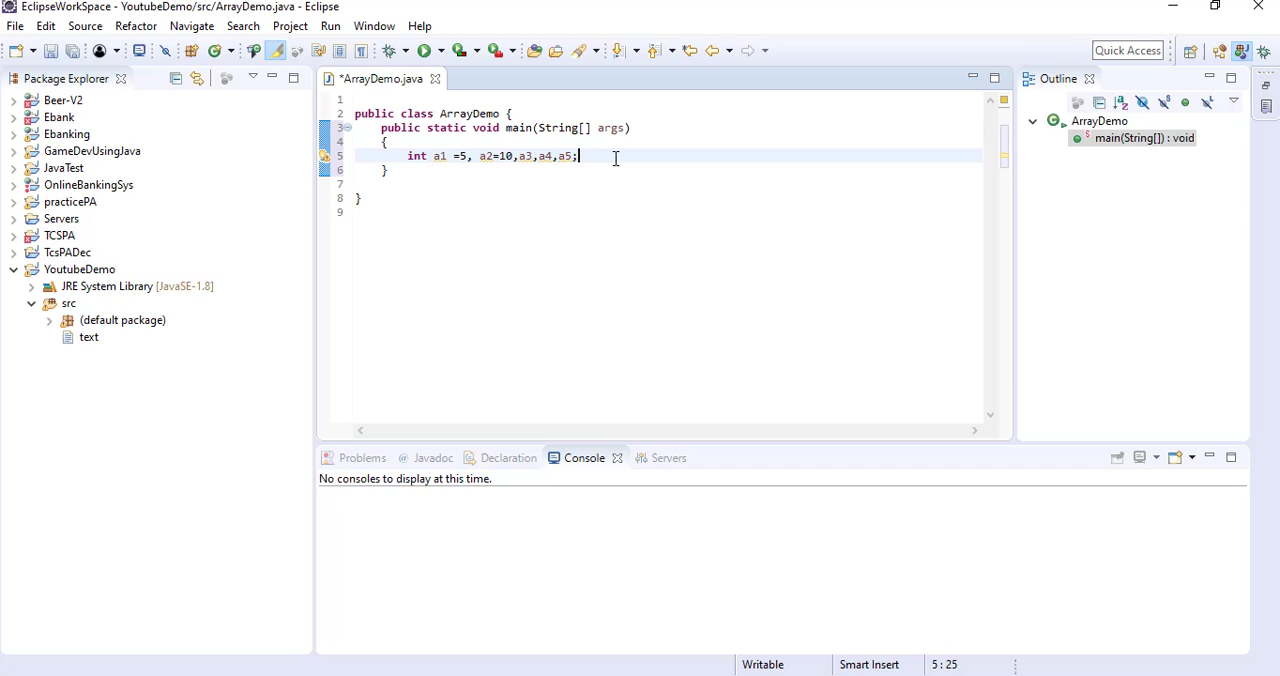 EclipseWorkSpace - YoutubeDemo/src/ArrayDemo.java - Eclipse
File Edit Source Refactor Navigate Search Project Run Window Help
Quick Access
Package Explorer
Beer-V2
Ebank
Ebanking
GameDevUsingJava
JavaTest
OnlineBankingSys
practicePA
Servers
TCSPA
TcsPADec
YoutubeDemo
JRE System Library [JavaSE-1.8]
src
(default package)
text
*ArrayDemo.java
1
2 public class ArrayDemo {
3 public static void main(String[] args)
4 {
5 int a1 =5, a2=10,a3,a4,a5;
6 }
7
8 }
9
Outline
ArrayDemo
main(String[]) : void
Problems @ Javadoc Declaration Console Servers
No consoles to display at this time.
Writable Smart Insert 5 : 25